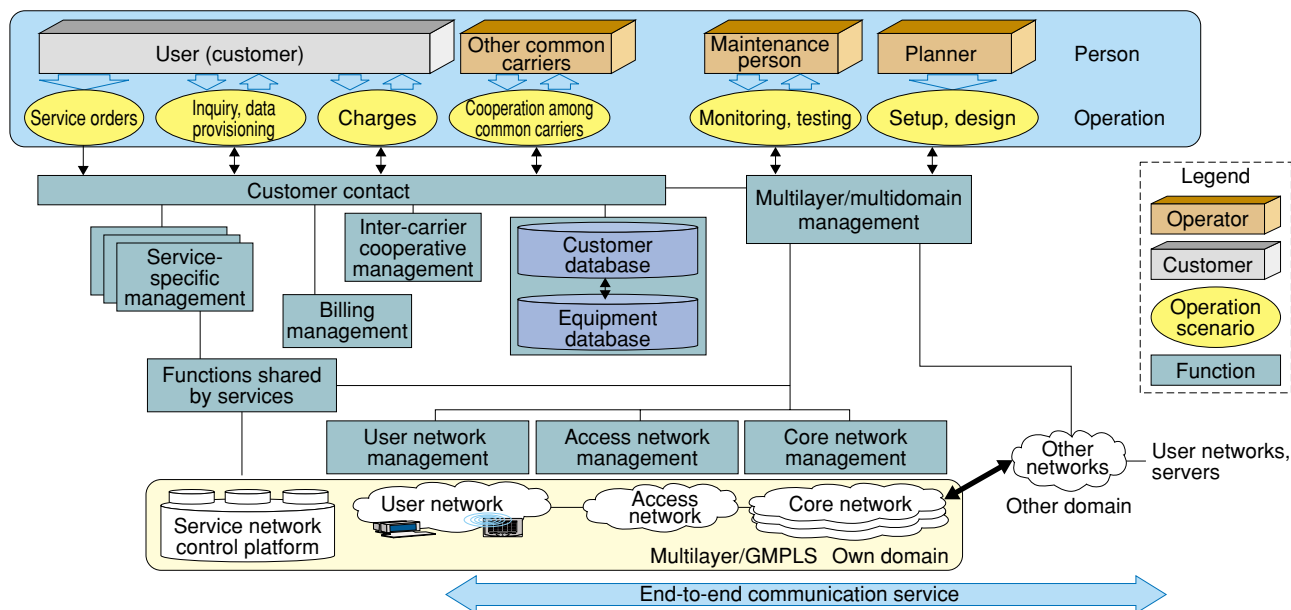 User (customer)
Other common
carriers
Maintenance
person
Planner
Person
Service orders
Inquiry, data
provisioning
Charges
Cooperation among
common carriers
Monitoring, testing
Setup, design
Operation
Customer contact
Multilayer/multidomain
management
Service-
specific
management
Inter-carrier
cooperative
management
Billing
management
Customer
database
Equipment
database
Functions shared
by services
User network
management
Access network
management
Core network
management
Service network
control platform
User network
Access
network
Core network
Multilayer/GMPLS Own domain
Other
networks
Other domain
User networks,
servers
End-to-end communication service
Legend
Operator
Customer
Operation
scenario
Function